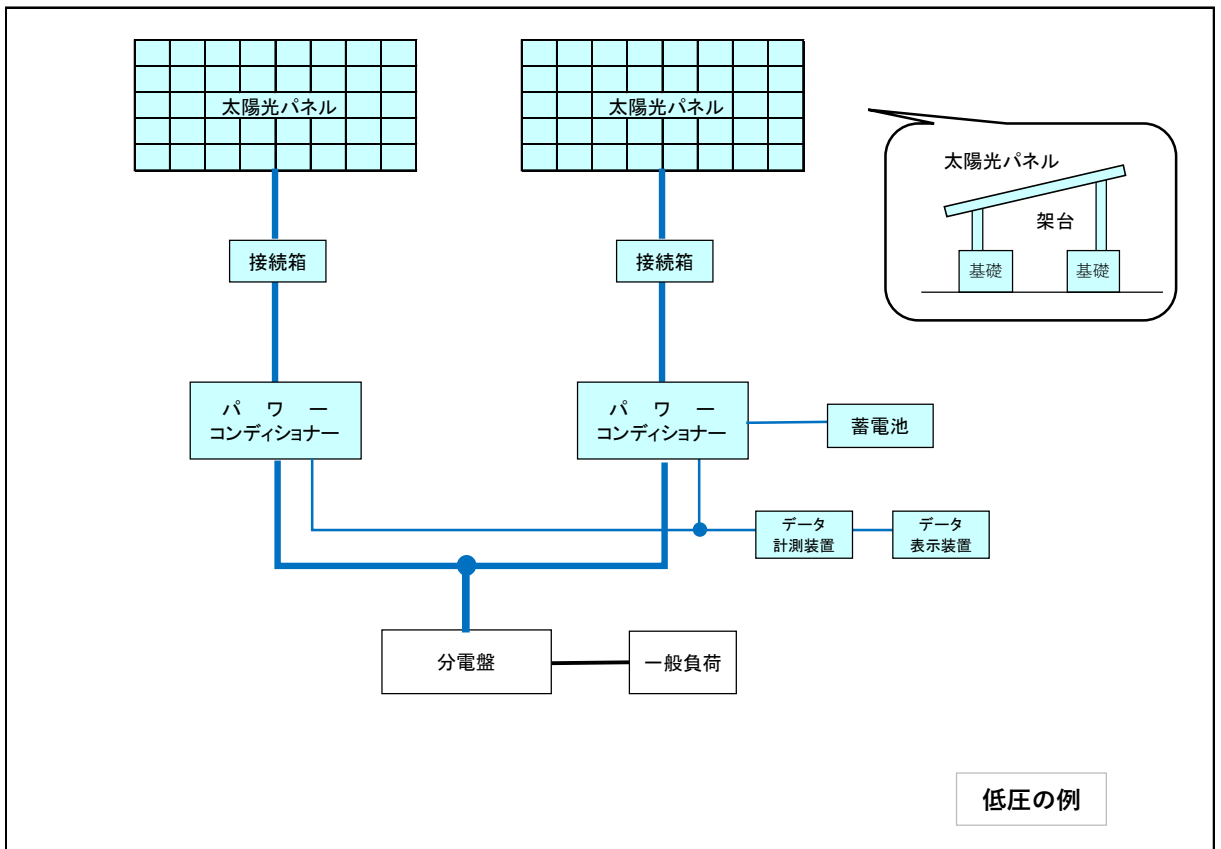 太陽光パネル
太陽光パネル
太陽光パネル
架台
基礎
基礎
接続箱
接続箱
パ ワ ー
コンディショナー
パ ワ ー
コンディショナー
蓄電池
データ
計測装置
データ
表示装置
分電盤
一般負荷
低圧の例